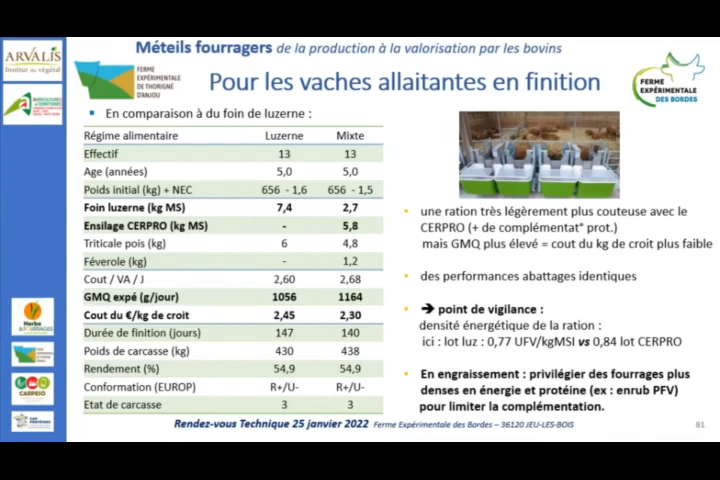 ARVALIS
Institut du végétal
Méteils fourragers de la production à la valorisation par les bovins
FERME
EXPÉRIMENTALE
DE THORIGNÉ
D'ANJOU
Pour les vaches allaitantes en finition
FERME
EXPÉRIMENTALE
DES BORDES
AGRICULTURES
& TERRITOIRES
▪ En comparaison à du foin de luzerne :
Régime alimentaire Luzerne Mixte
Effectif 13 13
Age (années) 5,0 5,0
Poids initial (kg) + NEC 656 - 1,6 656 - 1,5
Foin luzerne (kg MS) 7,4 2,7
Ensilage CERPRO (kg MS) - 5,8
Triticale pois (kg) 6 4,8
Féverole (kg) - 1,2
Cout / VA / J 2,60 2,68
GMQ expé (g/jour) 1056 1164
Cout du €/kg de croit 2,45 2,30
Durée de finition (jours) 147 140
Poids de carcasse (kg) 430 438
Rendement (%) 54,9 54,9
Conformation (EUROP) R+/U- R+/U-
Etat de carcasse 3 3
• une ration très légèrement plus couteuse avec le
CERPRO (+ de complémentat° prot.)
mais GMQ plus élevé = cout du kg de croit plus faible
• des performances abattages identiques
• ➔ point de vigilance :
densité énergétique de la ration :
ici : lot luz : 0,77 UFV/kgMSI vs 0,84 lot CERPRO
• En engraissement : privilégier des fourrages plus
denses en énergie et protéine (ex : enrub PFV)
pour limiter la complémentation.
Herbe
& FOURRAGES
CARPESO
CAP
PROTÉINES
Rendez-vous Technique 25 janvier 2022 Ferme Expérimentale des Bordes – 36120 JEU-LES-BOIS
81